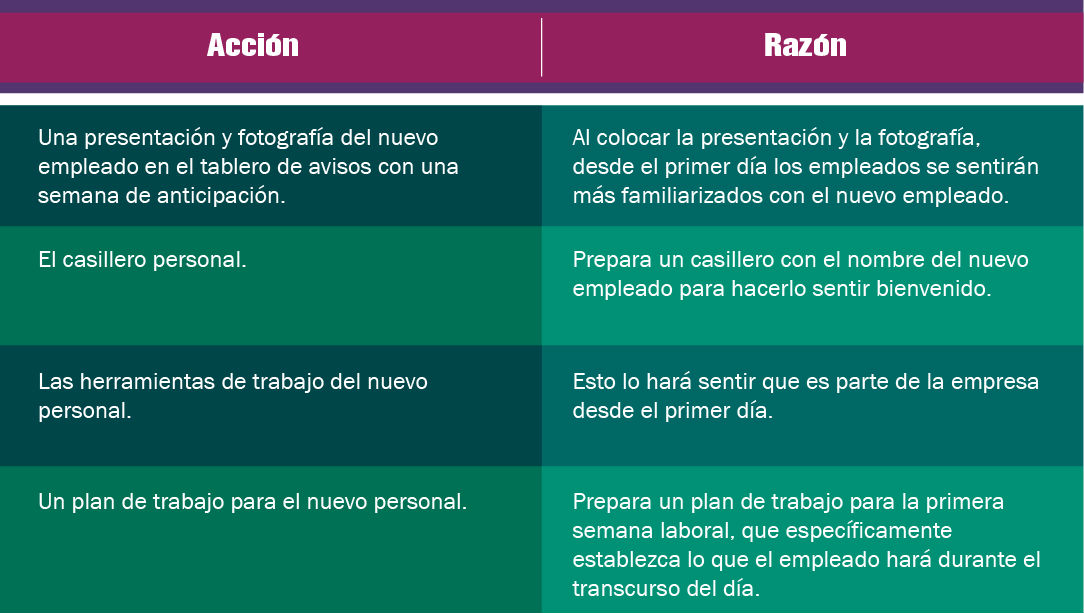 Acción
Razón
Una presentación y fotografía del nuevo
empleado en el tablero de avisos con una
semana de anticipación.
Al colocar la presentación y la fotografía,
desde el primer día los empleados se sentirán
más familiarizados con el nuevo empleado.
El casillero personal.
Prepara un casillero con el nombre del nuevo
empleado para hacerlo sentir bienvenido.
Las herramientas de trabajo del nuevo
personal.
Esto lo hará sentir que es parte de la empresa
desde el primer día.
Un plan de trabajo para el nuevo personal.
Prepara un plan de trabajo para la primera
semana laboral, que específicamente
establezca lo que el empleado hará durante el
transcurso del día.